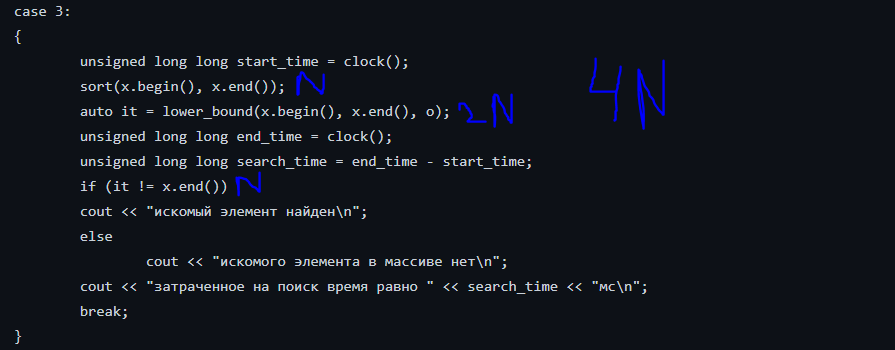 case 3:
{
unsigned long long start_time = clock();
sort(x.begin(), x.end()); N
auto it = lower_bound(x.begin(), x.end(), o); 2N
unsigned long long end_time = clock();
unsigned long long search_time = end_time - start_time;
if (it != x.end()) N
cout << "искомый элемент найден\n";
else
cout << "искомого элемента в массиве нет\n";
cout << "затраченное на поиск время равно " << search_time << "мс\n";
break;
}
4N